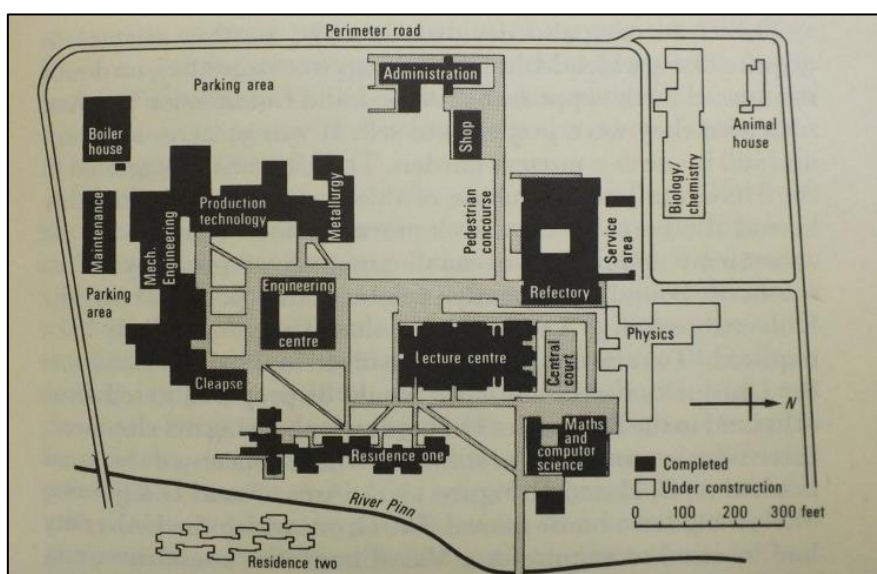 Perimeter road
Parking area
Administration
Boiler
house
Shop
Animal
house
Biology/
chemistry
Maintenance
Mech.
Engineering
Production
technology
Metallurgy
Pedestrian
concourse
Service
area
Parking
area
Engineering
centre
Refectory
Physics
Lecture centre
Central
court
Cleapse
N
Maths
and
computor
science
Residence one
Completed
Under construction
0 100 200 300 feet
River Pinn
Residence two